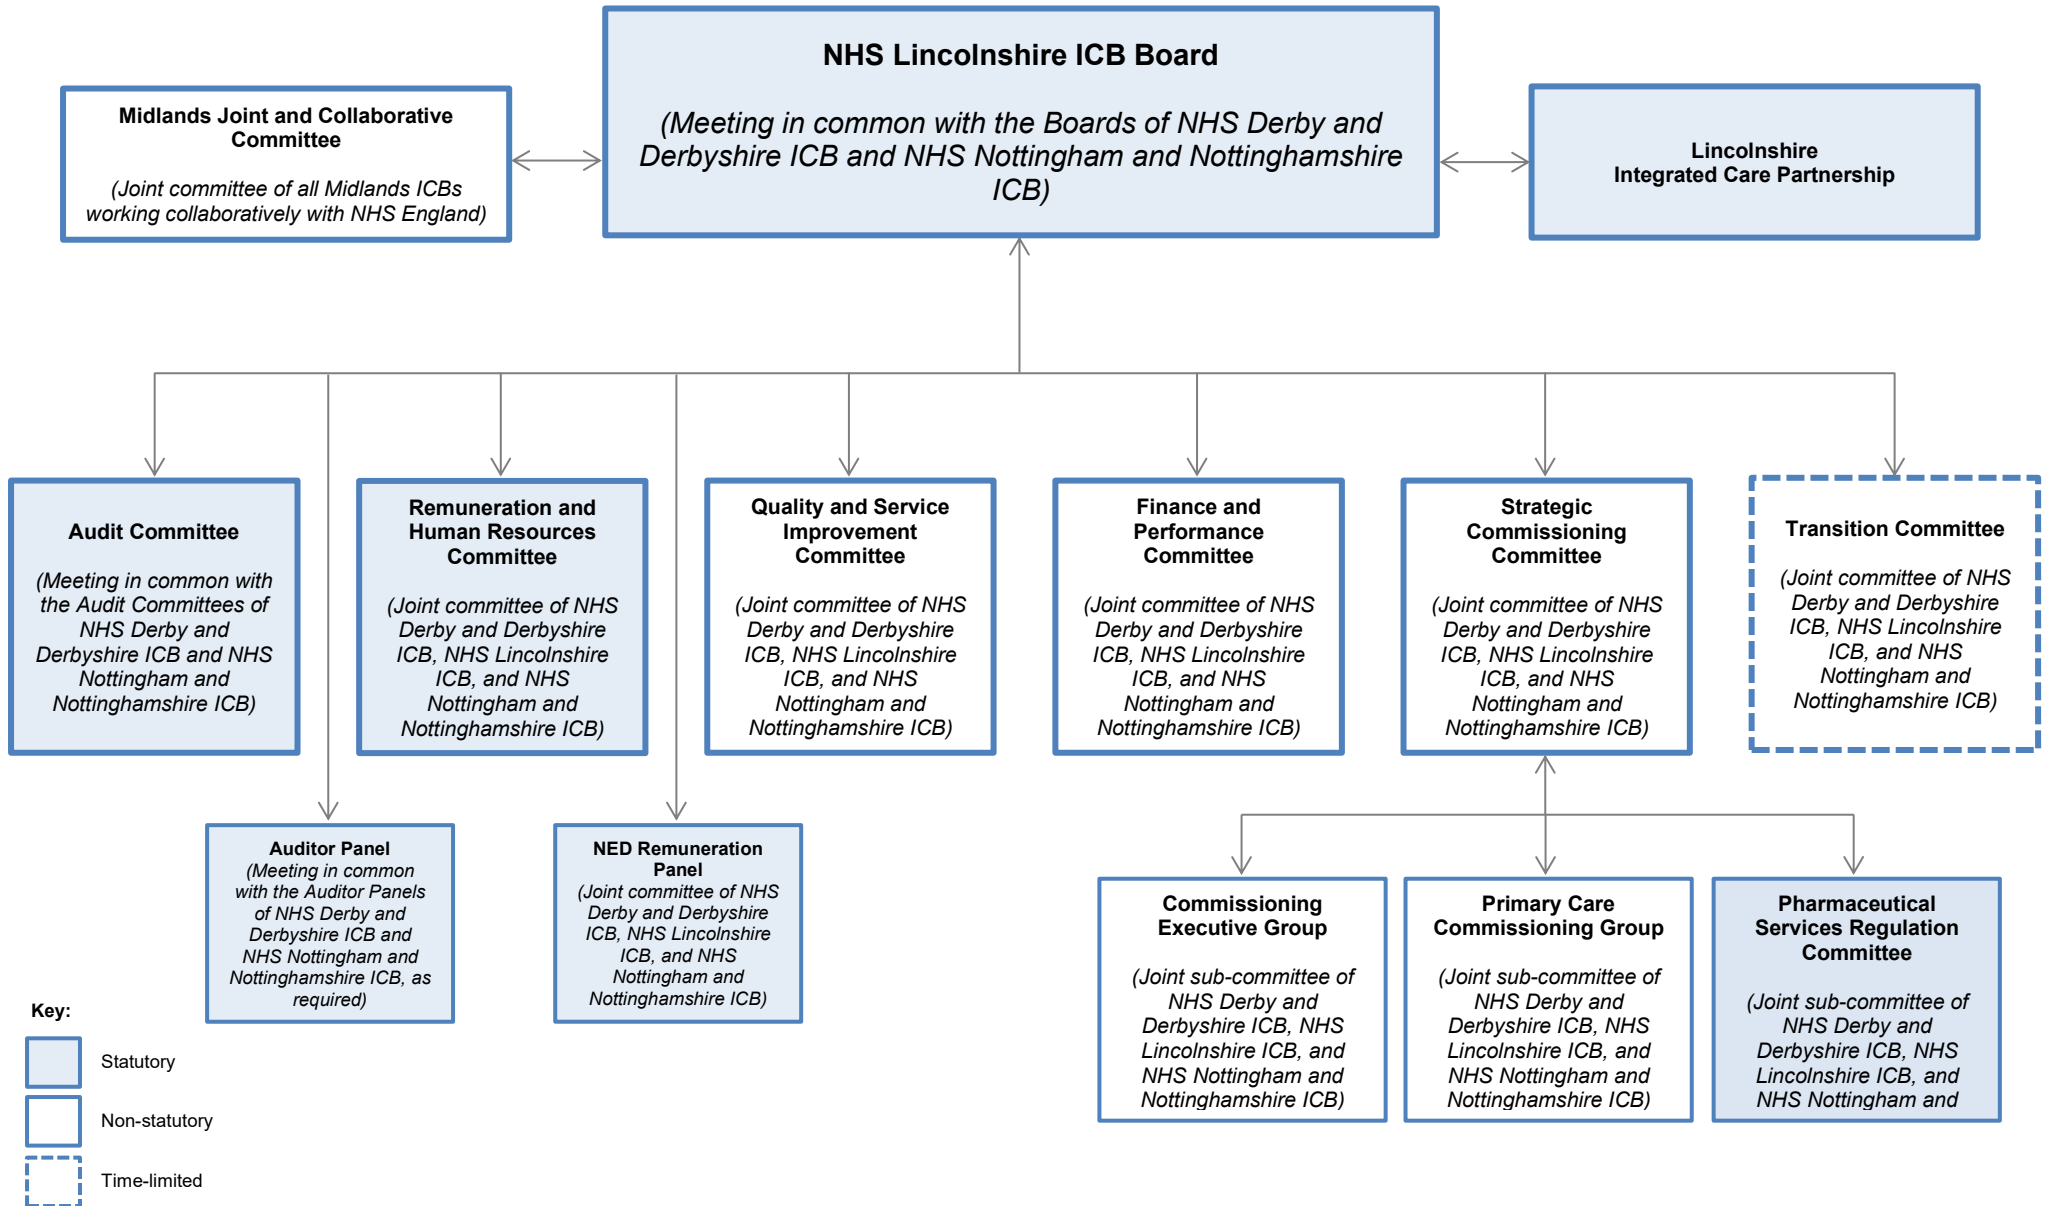 NHS Lincolnshire ICB Board
(Meeting in common with the Boards of NHS Derby and
Derbyshire ICB and NHS Nottingham and Nottinghamshire
ICB)
Midlands Joint and Collaborative
Committee
(Joint committee of all Midlands ICBs
working collaboratively with NHS England)
Lincolnshire
Integrated Care Partnership
Audit Committee
(Meeting in common with
the Audit Committees of
NHS Derby and
Derbyshire ICB and NHS
Nottingham and
Nottinghamshire ICB)
Remuneration and
Human Resources
Committee
(Joint committee of NHS
Derby and Derbyshire
ICB, NHS Lincolnshire
ICB, and NHS
Nottingham and
Nottinghamshire ICB)
Quality and Service
Improvement
Committee
(Joint committee of NHS
Derby and Derbyshire
ICB, NHS Lincolnshire
ICB, and NHS
Nottingham and
Nottinghamshire ICB)
Finance and
Performance
Committee
(Joint committee of NHS
Derby and Derbyshire
ICB, NHS Lincolnshire
ICB, and NHS
Nottingham and
Nottinghamshire ICB)
Strategic
Commissioning
Committee
(Joint committee of NHS
Derby and Derbyshire
ICB, NHS Lincolnshire
ICB, and NHS
Nottingham and
Nottinghamshire ICB)
Transition Committee
(Joint committee of NHS
Derby and Derbyshire
ICB, NHS Lincolnshire
ICB, and NHS
Nottingham and
Nottinghamshire ICB)
Auditor Panel
(Meeting in common
with the Auditor Panels
of NHS Derby and
Derbyshire ICB and
NHS Nottingham and
Nottinghamshire ICB, as
required)
NED Remuneration
Panel
(Joint committee of NHS
Derby and Derbyshire
ICB, NHS Lincolnshire
ICB, and NHS
Nottingham and
Nottinghamshire ICB)
Commissioning
Executive Group
(Joint sub-committee of
NHS Derby and
Derbyshire ICB, NHS
Lincolnshire ICB, and
NHS Nottingham and
Nottinghamshire ICB)
Primary Care
Commissioning Group
(Joint sub-committee of
NHS Derby and
Derbyshire ICB, NHS
Lincolnshire ICB, and
NHS Nottingham and
Nottinghamshire ICB)
Pharmaceutical
Services Regulation
Committee
(Joint sub-committee of
NHS Derby and
Derbyshire ICB, NHS
Lincolnshire ICB, and
NHS Nottingham and
Key:
Statutory
Non-statutory
Time-limited